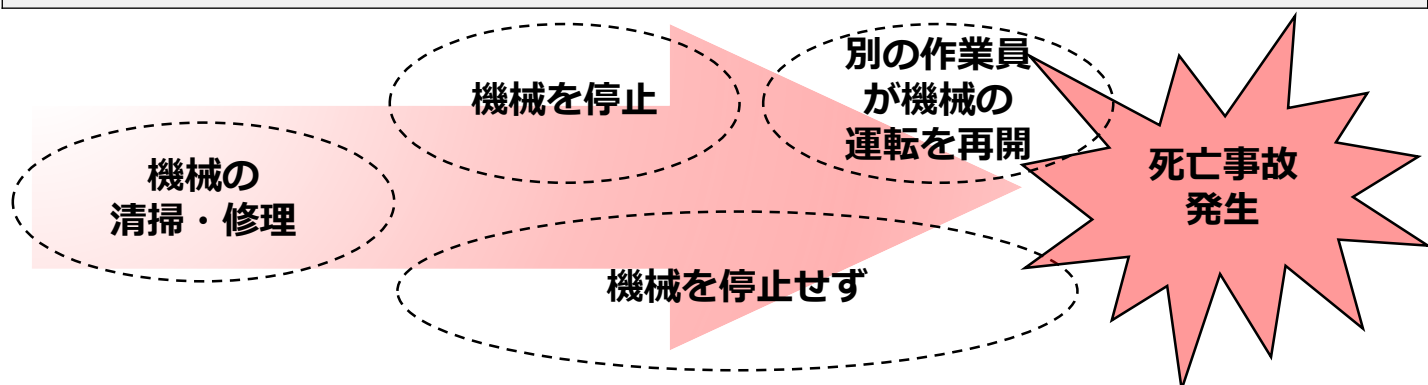 機械の
清掃・修理
機械を停止
別の作業員
が機械の
運転を再開
機械を停止せず
死亡事故
発生